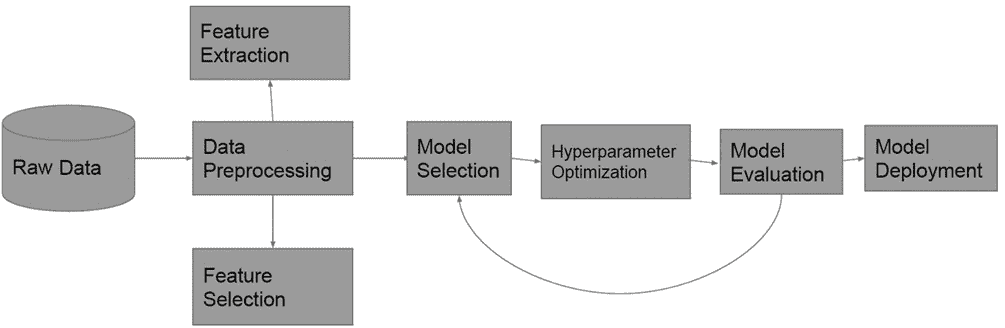 Feature
Extraction
Raw Data
Data
Preprocessing
Feature
Selection
Model
Selection
Hyperparameter
Optimization
Model
Evaluation
Model
Deployment